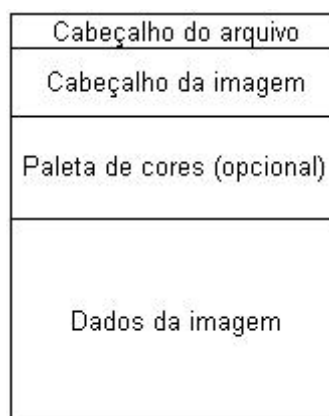 Cabeçalho do arquivo
Cabeçalho da imagem
Paleta de cores (opcional)
Dados da imagem